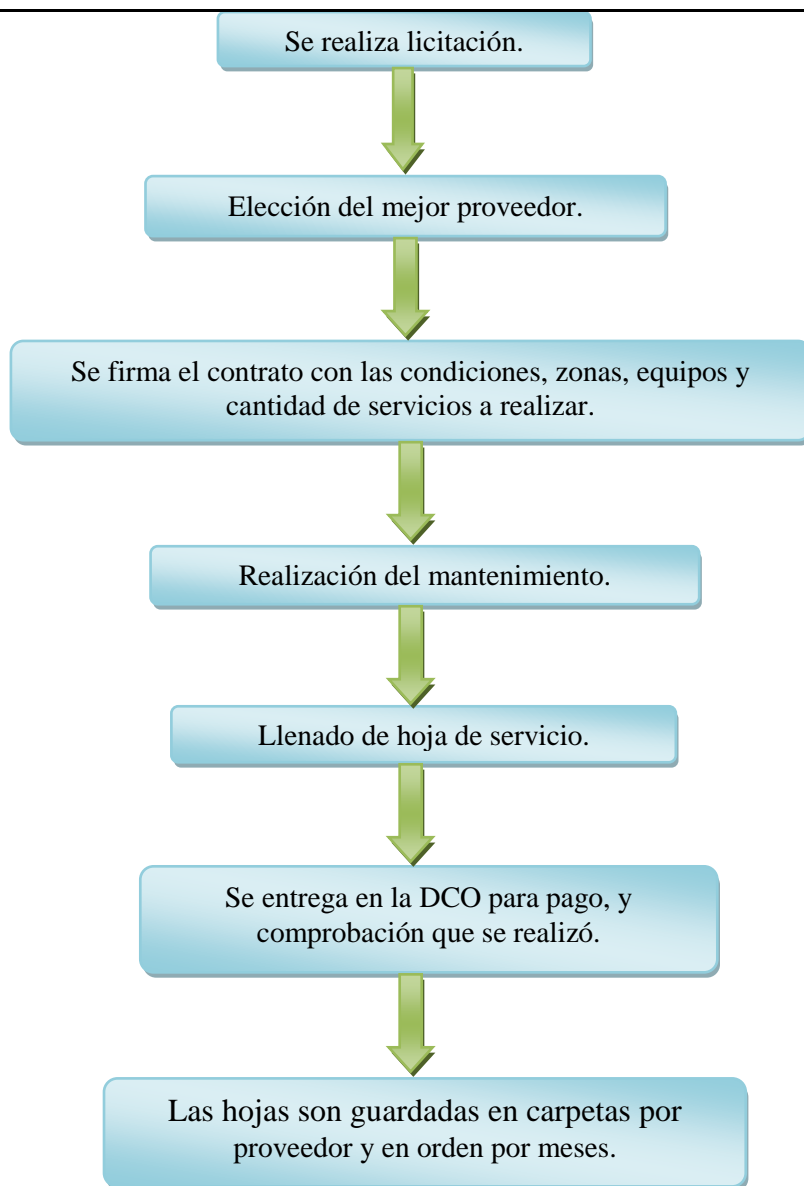 Se realiza licitación.
Elección del mejor proveedor.
Se firma el contrato con las condiciones, zonas, equipos y
cantidad de servicios a realizar.
Realización del mantenimiento.
Llenado de hoja de servicio.
Se entrega en la DCO para pago, y
comprobación que se realizó.
Las hojas son guardadas en carpetas por
proveedor y en orden por meses.